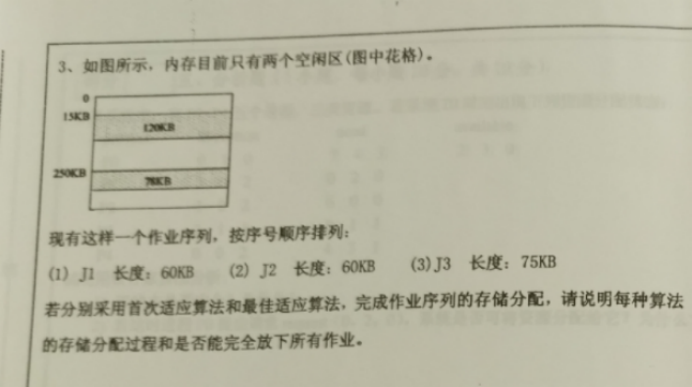 3、如图所示，内存目前只有两个空闲区(图中花格)。
0
15KB
120KB
250KB
78KB
现有这样一个作业序列，按序号顺序排列：
(1) J1 长度：60KB (2) J2 长度：60KB (3)J3 长度：75KB
若分别采用首次适应算法和最佳适应算法，完成作业序列的存储分配，请说明每种算法
的存储分配过程和是否能完全放下所有作业。